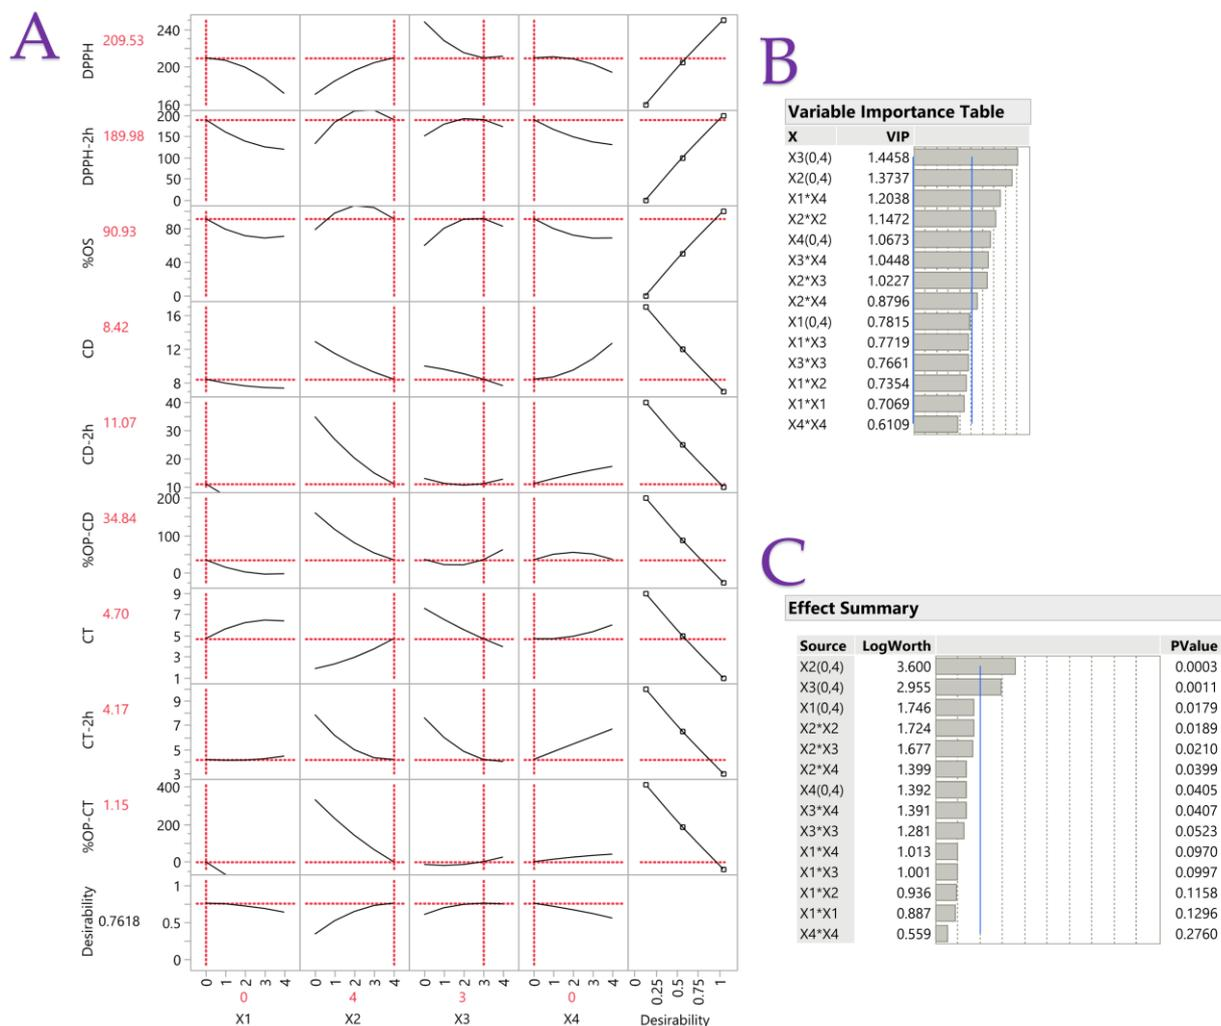 A
DPPH
209.53
240
200
160
DPPH-2h
189.98
200
150
100
50
0
%OS
90.93
80
40
0
CD
8.42
16
12
8
CD-2h
11.07
40
30
20
10
%OP-CD
34.84
200
100
0
CT
4.70
9
7
5
3
1
CT-2h
4.17
9
7
5
3
%OP-CT
1.15
400
200
0
Desirability
0.7618
1
0.5
0
0 1 2 3 4
0 1 2 3 4
0 1 2 3 4
0 1 2 3 4
0 0.25 0.5 0.75 1
0 4 3 0
X1 X2 X3 X4 Desirability
B
Variable Importance Table
X VIP
X3(0,4) 1.4458
X2(0,4) 1.3737
X1*X4 1.2038
X2*X2 1.1472
X4(0,4) 1.0673
X3*X4 1.0448
X2*X3 1.0227
X2*X4 0.8796
X1(0,4) 0.7815
X1*X3 0.7719
X3*X3 0.7661
X1*X2 0.7354
X1*X1 0.7069
X4*X4 0.6109
C
Effect Summary
Source LogWorth PValue
X2(0,4) 3.600 0.0003
X3(0,4) 2.955 0.0011
X1(0,4) 1.746 0.0179
X2*X2 1.724 0.0189
X2*X3 1.677 0.0210
X2*X4 1.399 0.0399
X4(0,4) 1.392 0.0405
X3*X4 1.391 0.0407
X3*X3 1.281 0.0523
X1*X4 1.013 0.0970
X1*X3 1.001 0.0997
X1*X2 0.936 0.1158
X1*X1 0.887 0.1296
X4*X4 0.559 0.2760